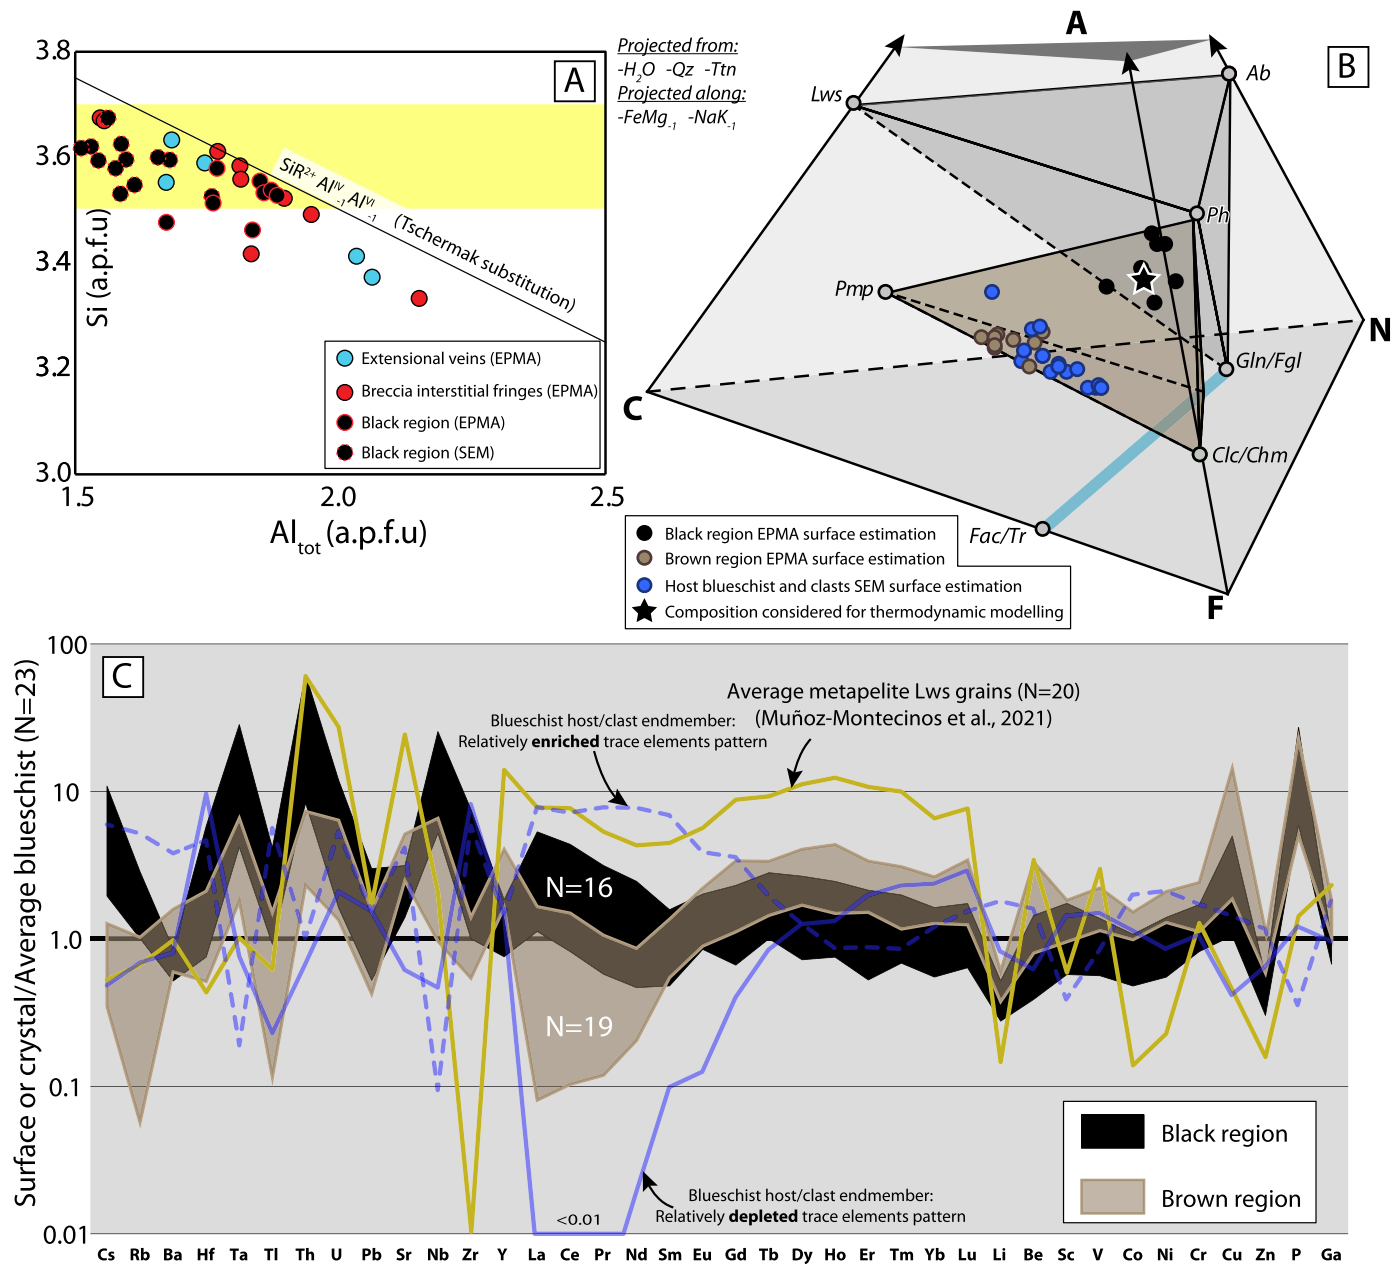 3.8
3.6
3.4
3.2
3.0
1.5
2.0
2.5
Si (a.p.f.u)
Al tot (a.p.f.u)
A
SiR²⁺ Al^IV_-1 Al^VI_-1 (Tschermak substitution)
Extensional veins (EPMA)
Breccia interstitial fringes (EPMA)
Black region (EPMA)
Black region (SEM)
Projected from:
-H₂O -Qz -Ttn
Projected along:
-FeMg₋₁ -NaK₋₁
A
B
Lws
Ab
Ph
Pmp
N
Gln/Fgl
C
Clc/Chm
Fac/Tr
F
Black region EPMA surface estimation
Brown region EPMA surface estimation
Host blueschist and clasts SEM surface estimation
Composition considered for thermodynamic modelling
C
Surface or crystal/Average blueschist (N=23)
100
10
1.0
0.1
0.01
Average metapelite Lws grains (N=20)
(Muñoz-Montecinos et al., 2021)
Blueschist host/clast endmember:
Relatively enriched trace elements pattern
N=16
N=19
<0.01
Blueschist host/clast endmember:
Relatively depleted trace elements pattern
Black region
Brown region
Cs Rb Ba Hf Ta Tl Th U Pb Sr Nb Zr Y La Ce Pr Nd Sm Eu Gd Tb Dy Ho Er Tm Yb Lu Li Be Sc V Co Ni Cr Cu Zn P Ga